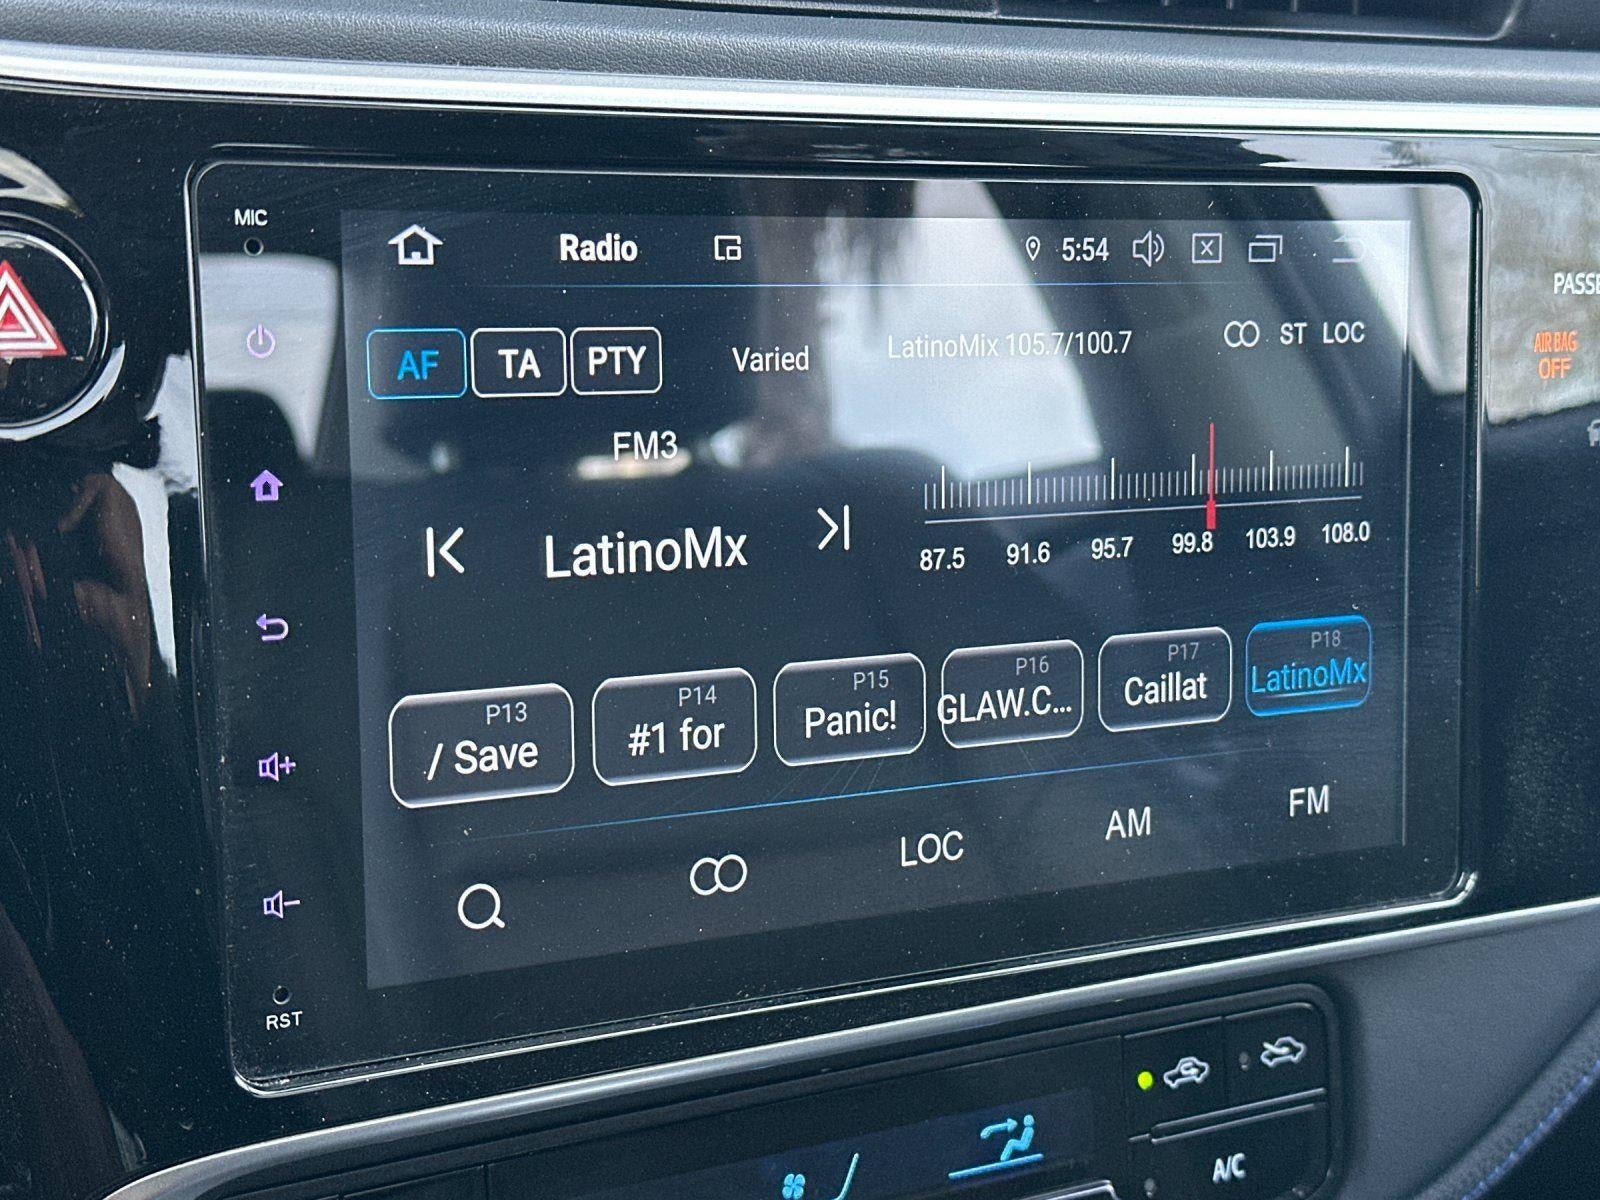 MIC
Radio
5:54
PASSE
AIR BAG
OFF
AF TA PTY
Varied
LatinoMix 105.7/100.7
ST LOC
FM3
LatinoMx
87.5 91.6 95.7 99.8 103.9 108.0
P13
/ Save
P14
#1 for
P15
Panic!
P16
GLAW.C...
P17
Caillat
P18
LatinoMx
LOC
AM
FM
RST
A/C